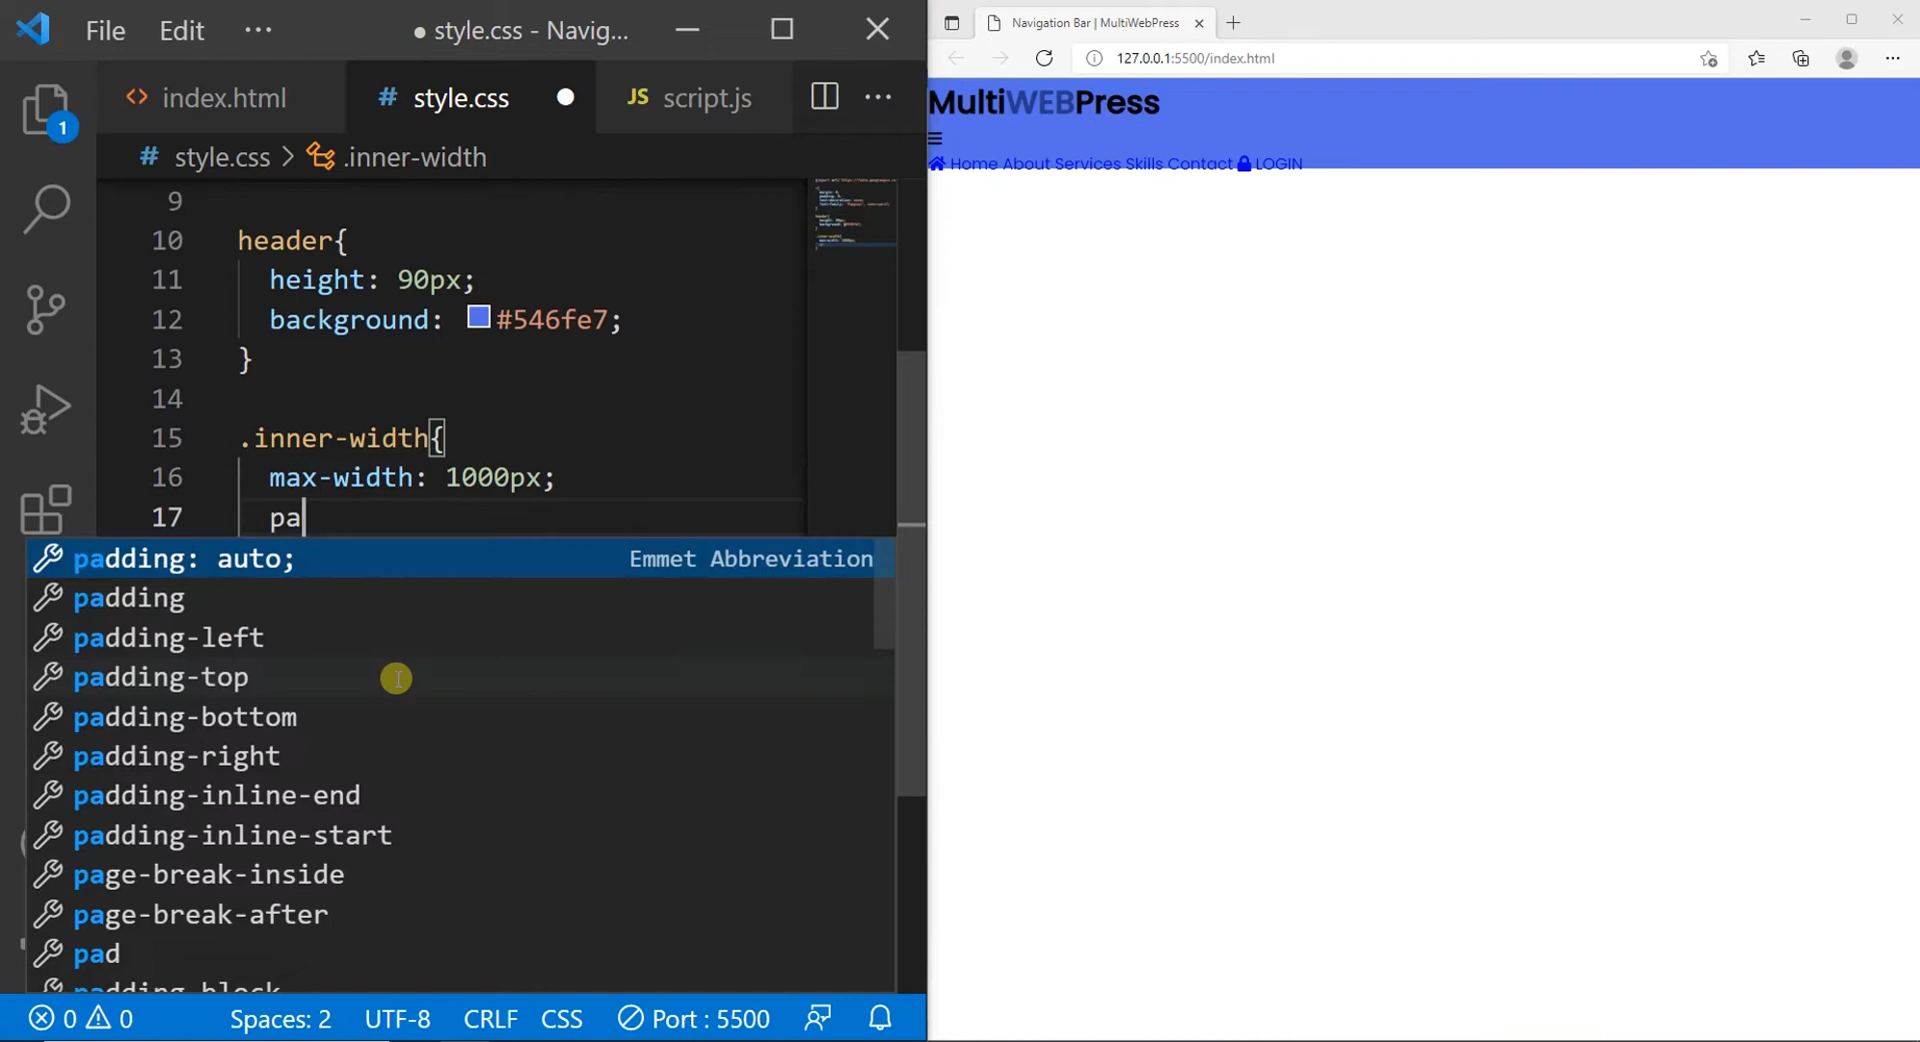 File Edit ··· ● style.css - Navig...
<> index.html # style.css ● JS script.js ···
# style.css > .inner-width
9
10 header{
11 height: 90px;
12 background: #546fe7;
13 }
14
15 .inner-width{
16 max-width: 1000px;
17 pa
padding: auto; Emmet Abbreviation
padding
padding-left
padding-top
padding-bottom
padding-right
padding-inline-end
padding-inline-start
page-break-inside
page-break-after
pad
padding-block
1
0 0 Spaces: 2 UTF-8 CRLF CSS Port : 5500
Navigation Bar | MultiWebPress
127.0.0.1:5500/index.html
MultiWEBPress
Home About Services Skills Contact LOGIN